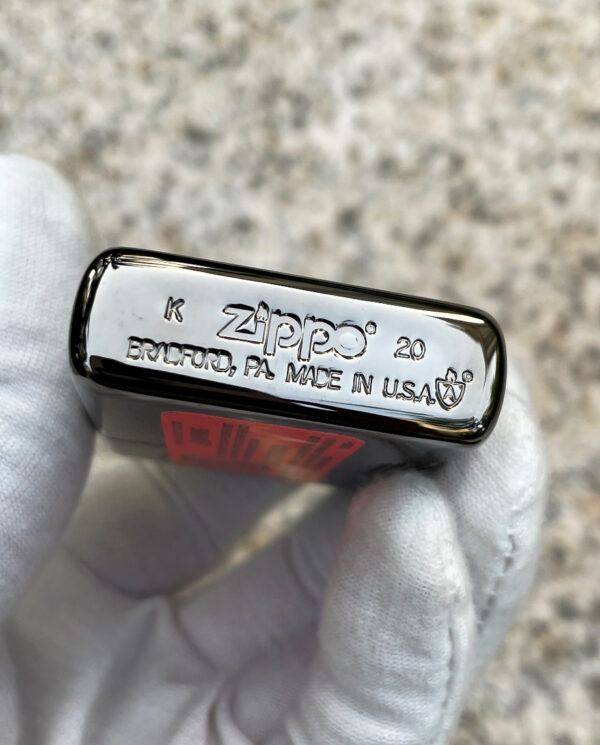 K Zippo® 20
BRADFORD, PA. MADE IN U.S.A.